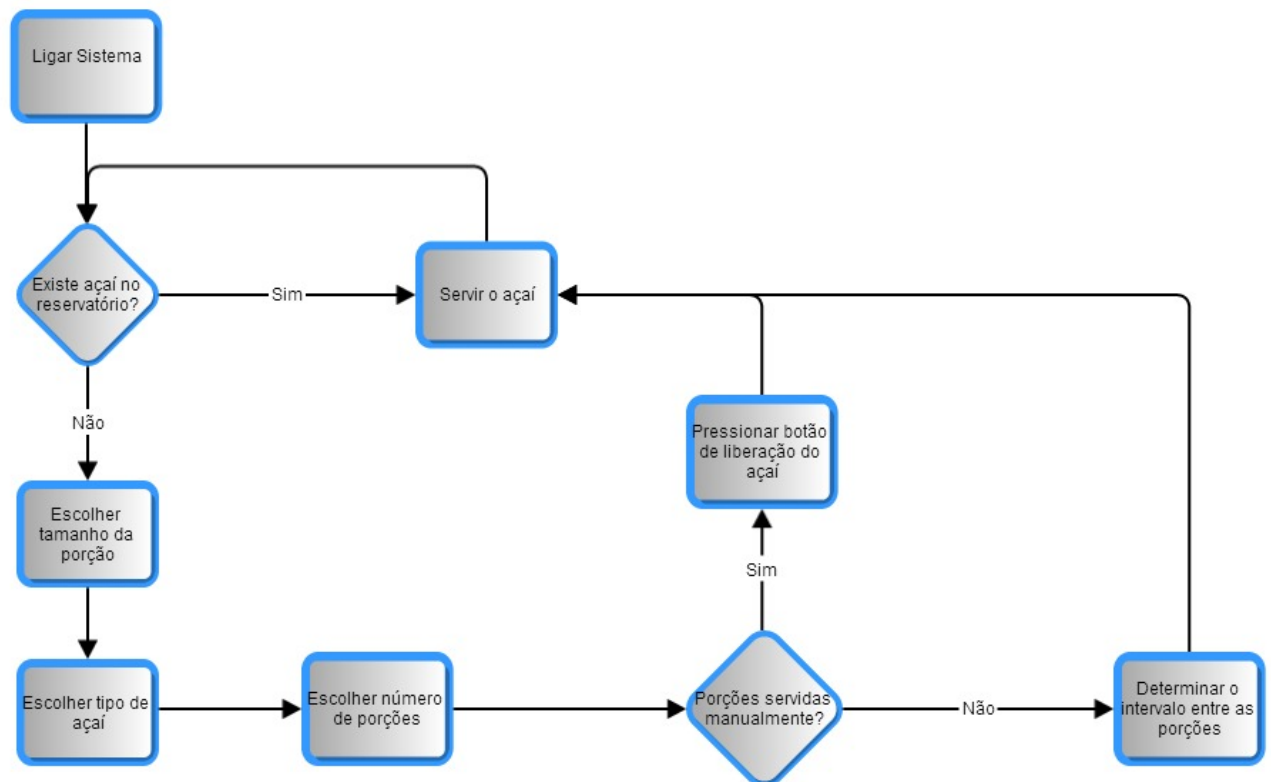 Ligar Sistema
Existe açaí no
reservatório?
Sim
Servir o açaí
Não
Pressionar botão
de liberação do
açaí
Escolher
tamanho da
porção
Sim
Escolher tipo de
açaí
Escolher número
de porções
Porções servidas
manualmente?
Não
Determinar o
intervalo entre as
porções